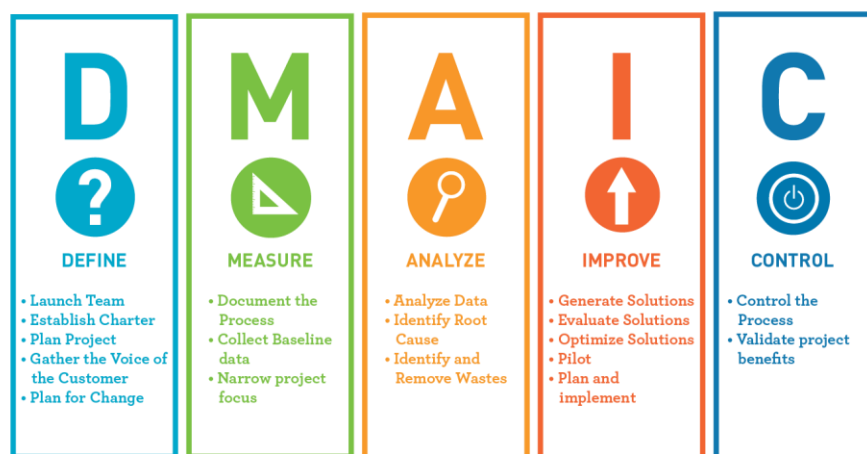 D
?
DEFINE
• Launch Team
• Establish Charter
• Plan Project
• Gather the Voice of
the Customer
• Plan for Change
M
MEASURE
• Document the
Process
• Collect Baseline
data
• Narrow project
focus
A
ANALYZE
• Analyze Data
• Identify Root
Cause
• Identify and
Remove Wastes
I
IMPROVE
• Generate Solutions
• Evaluate Solutions
• Optimize Solutions
• Pilot
• Plan and
implement
C
CONTROL
• Control the
Process
• Validate project
benefits